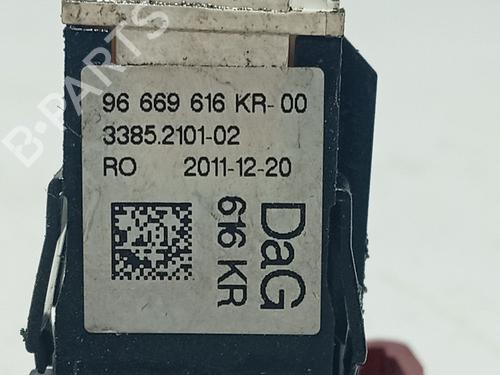 96 669 616 KR-00
3385.2101-02
RO 2011-12-20
DaG
616 KR
B-PARTS